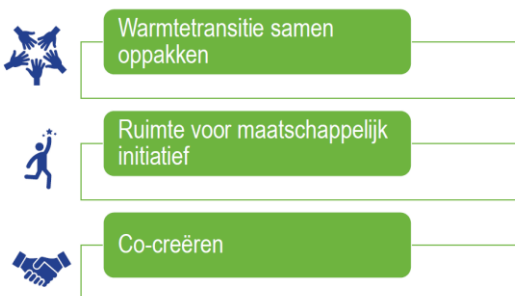 Warmtetransitie samen
oppakken
Ruimte voor maatschappelijk
initiatief
Co-creëren